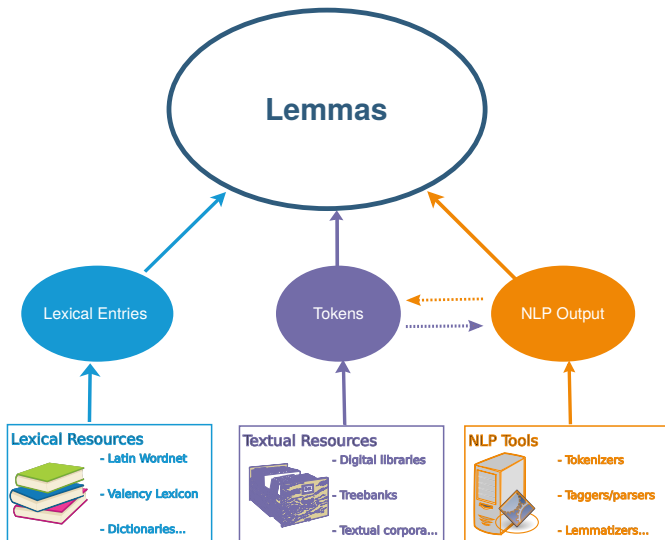 Lemmas
Lexical Entries
Tokens
NLP Output
Lexical Resources
- Latin Wordnet
- Valency Lexicon
- Dictionaries...
Textual Resources
- Digital libraries
- Treebanks
- Textual corpora...
NLP Tools
- Tokenizers
- Taggers/parsers
- Lemmatizers...